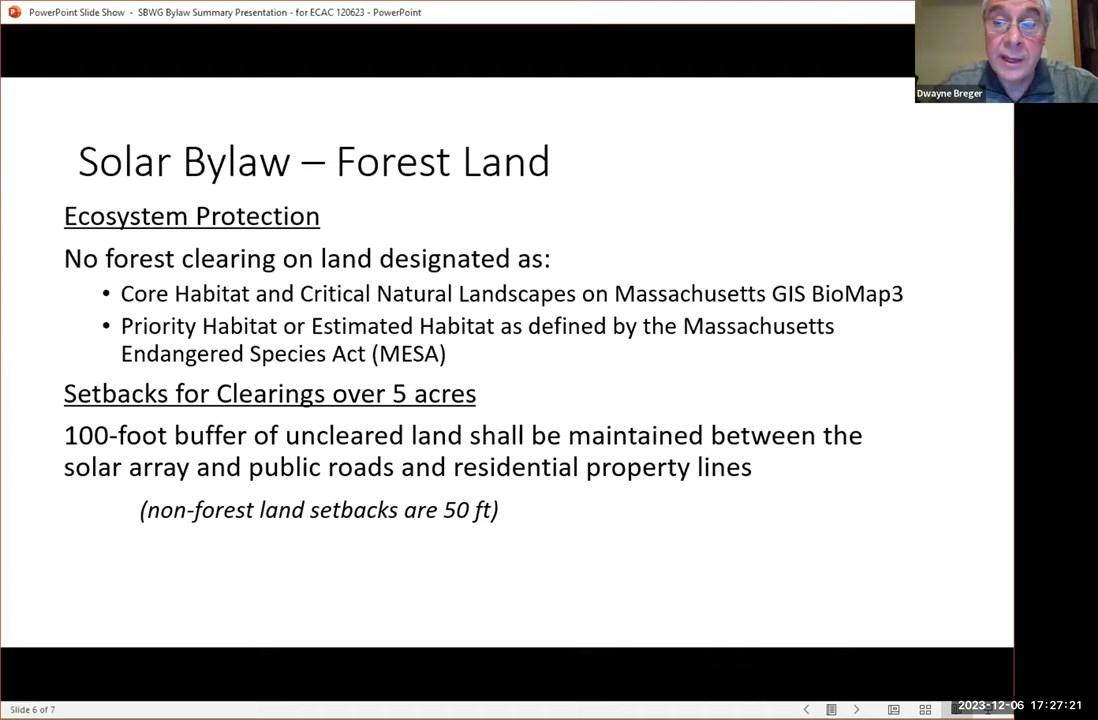 PowerPoint Slide Show - SBWG Bylaw Summary Presentation - for ECAC 120623 - PowerPoint
Dwayne Breger
Solar Bylaw – Forest Land
Ecosystem Protection
No forest clearing on land designated as:
• Core Habitat and Critical Natural Landscapes on Massachusetts GIS BioMap3
• Priority Habitat or Estimated Habitat as defined by the Massachusetts
Endangered Species Act (MESA)
Setbacks for Clearings over 5 acres
100-foot buffer of uncleared land shall be maintained between the
solar array and public roads and residential property lines
(non-forest land setbacks are 50 ft)
Slide 6 of 7
2023-12-06 17:27:21